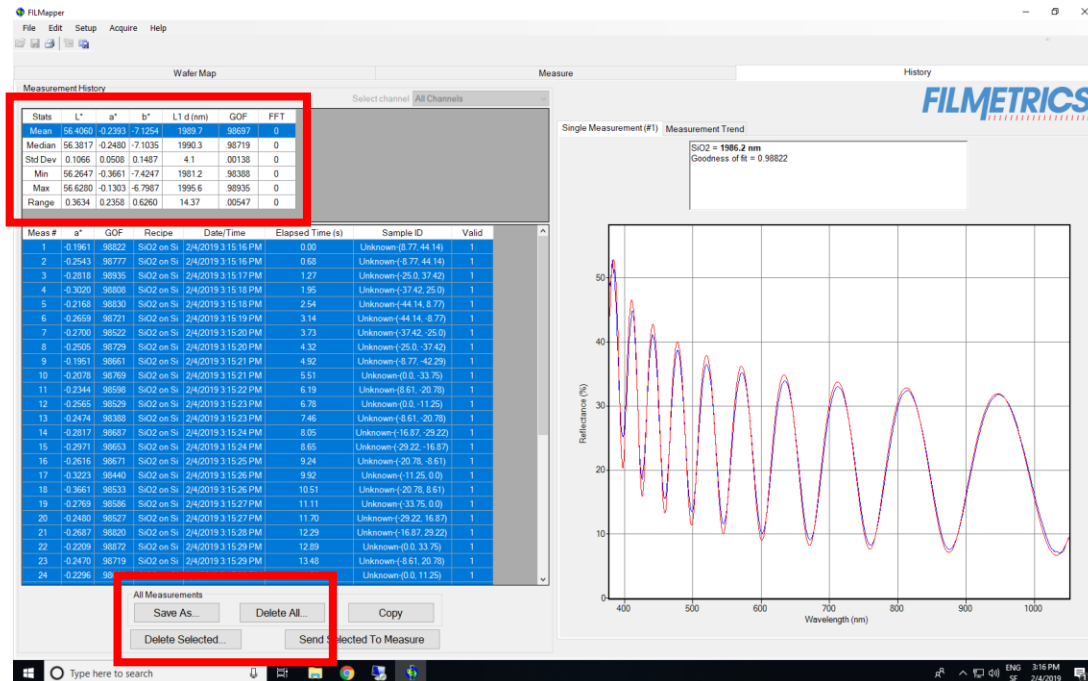 FILMapper
File Edit Setup Acquire Help
Wafer Map Measure History
Measurement History
Select channel All Channels
FILMETRICS
Stats L* a* b* L1 d (nm) GOF FFT
Mean 56.4060 -0.2393 -7.1254 1989.7 .98697 0
Median 56.3817 -0.2480 -7.1035 1990.3 .98719 0
Std Dev 0.1066 0.0508 0.1487 4.1 .00138 0
Min 56.2647 -0.3661 -7.4247 1981.2 .98388 0
Max 56.6280 -0.1303 -6.7987 1995.6 .98935 0
Range 0.3634 0.2358 0.6260 14.37 .00547 0
Single Measurement (#1) Measurement Trend
SiO2 = 1986.2 nm
Goodness of fit = 0.98822
Meas # a* GOF Recipe Date/Time Elapsed Time (s) Sample ID Valid
1 -0.1961 .98822 SiO2 on Si 2/4/2019 3:15:16 PM 0.00 Unknown-(8.77, 44.14) 1
2 -0.2543 .98777 SiO2 on Si 2/4/2019 3:15:16 PM 0.68 Unknown-(-8.77, 44.14) 1
3 -0.2818 .98935 SiO2 on Si 2/4/2019 3:15:17 PM 1.27 Unknown-(-25.0, 37.42) 1
4 -0.3020 .98808 SiO2 on Si 2/4/2019 3:15:18 PM 1.95 Unknown-(-37.42, 25.0) 1
5 -0.2168 .98830 SiO2 on Si 2/4/2019 3:15:18 PM 2.54 Unknown-(-44.14, 8.77) 1
6 -0.2659 .98721 SiO2 on Si 2/4/2019 3:15:19 PM 3.14 Unknown-(-44.14, -8.77) 1
7 -0.2700 .98522 SiO2 on Si 2/4/2019 3:15:20 PM 3.73 Unknown-(-37.42, -25.0) 1
8 -0.2505 .98729 SiO2 on Si 2/4/2019 3:15:20 PM 4.32 Unknown-(-25.0, -37.42) 1
9 -0.1951 .98661 SiO2 on Si 2/4/2019 3:15:21 PM 4.92 Unknown-(-8.77, -42.29) 1
10 -0.2078 .98769 SiO2 on Si 2/4/2019 3:15:21 PM 5.51 Unknown-(0.0, -33.75) 1
11 -0.2344 .98598 SiO2 on Si 2/4/2019 3:15:22 PM 6.19 Unknown-(8.61, -20.78) 1
12 -0.2565 .98529 SiO2 on Si 2/4/2019 3:15:23 PM 6.78 Unknown-(0.0, -11.25) 1
13 -0.2474 .98388 SiO2 on Si 2/4/2019 3:15:23 PM 7.46 Unknown-(-8.61, -20.78) 1
14 -0.2817 .98687 SiO2 on Si 2/4/2019 3:15:24 PM 8.05 Unknown-(-16.87, -29.22) 1
15 -0.2971 .98653 SiO2 on Si 2/4/2019 3:15:24 PM 8.65 Unknown-(-29.22, -16.87) 1
16 -0.2616 .98671 SiO2 on Si 2/4/2019 3:15:25 PM 9.24 Unknown-(-20.78, -8.61) 1
17 -0.3223 .98440 SiO2 on Si 2/4/2019 3:15:26 PM 9.92 Unknown-(-11.25, 0.0) 1
18 -0.3661 .98533 SiO2 on Si 2/4/2019 3:15:26 PM 10.51 Unknown-(-20.78, 8.61) 1
19 -0.2769 .98586 SiO2 on Si 2/4/2019 3:15:27 PM 11.11 Unknown-(-33.75, 0.0) 1
20 -0.2480 .98527 SiO2 on Si 2/4/2019 3:15:27 PM 11.70 Unknown-(-29.22, 16.87) 1
21 -0.2687 .98820 SiO2 on Si 2/4/2019 3:15:28 PM 12.29 Unknown-(-16.87, 29.22) 1
22 -0.2209 .98872 SiO2 on Si 2/4/2019 3:15:29 PM 12.89 Unknown-(0.0, 33.75) 1
23 -0.2470 .98719 SiO2 on Si 2/4/2019 3:15:29 PM 13.48 Unknown-(-8.61, 20.78) 1
24 -0.2296 Unknown-(0.0, 11.25) 1
All Measurements
Save As... Delete All... Copy
Delete Selected... Send Selected To Measure
Reflectance (%)
50
40
30
20
10
0
400 500 600 700 800 900 1000
Wavelength (nm)
Type here to search
ENG 3:16 PM
SE 2/4/2019